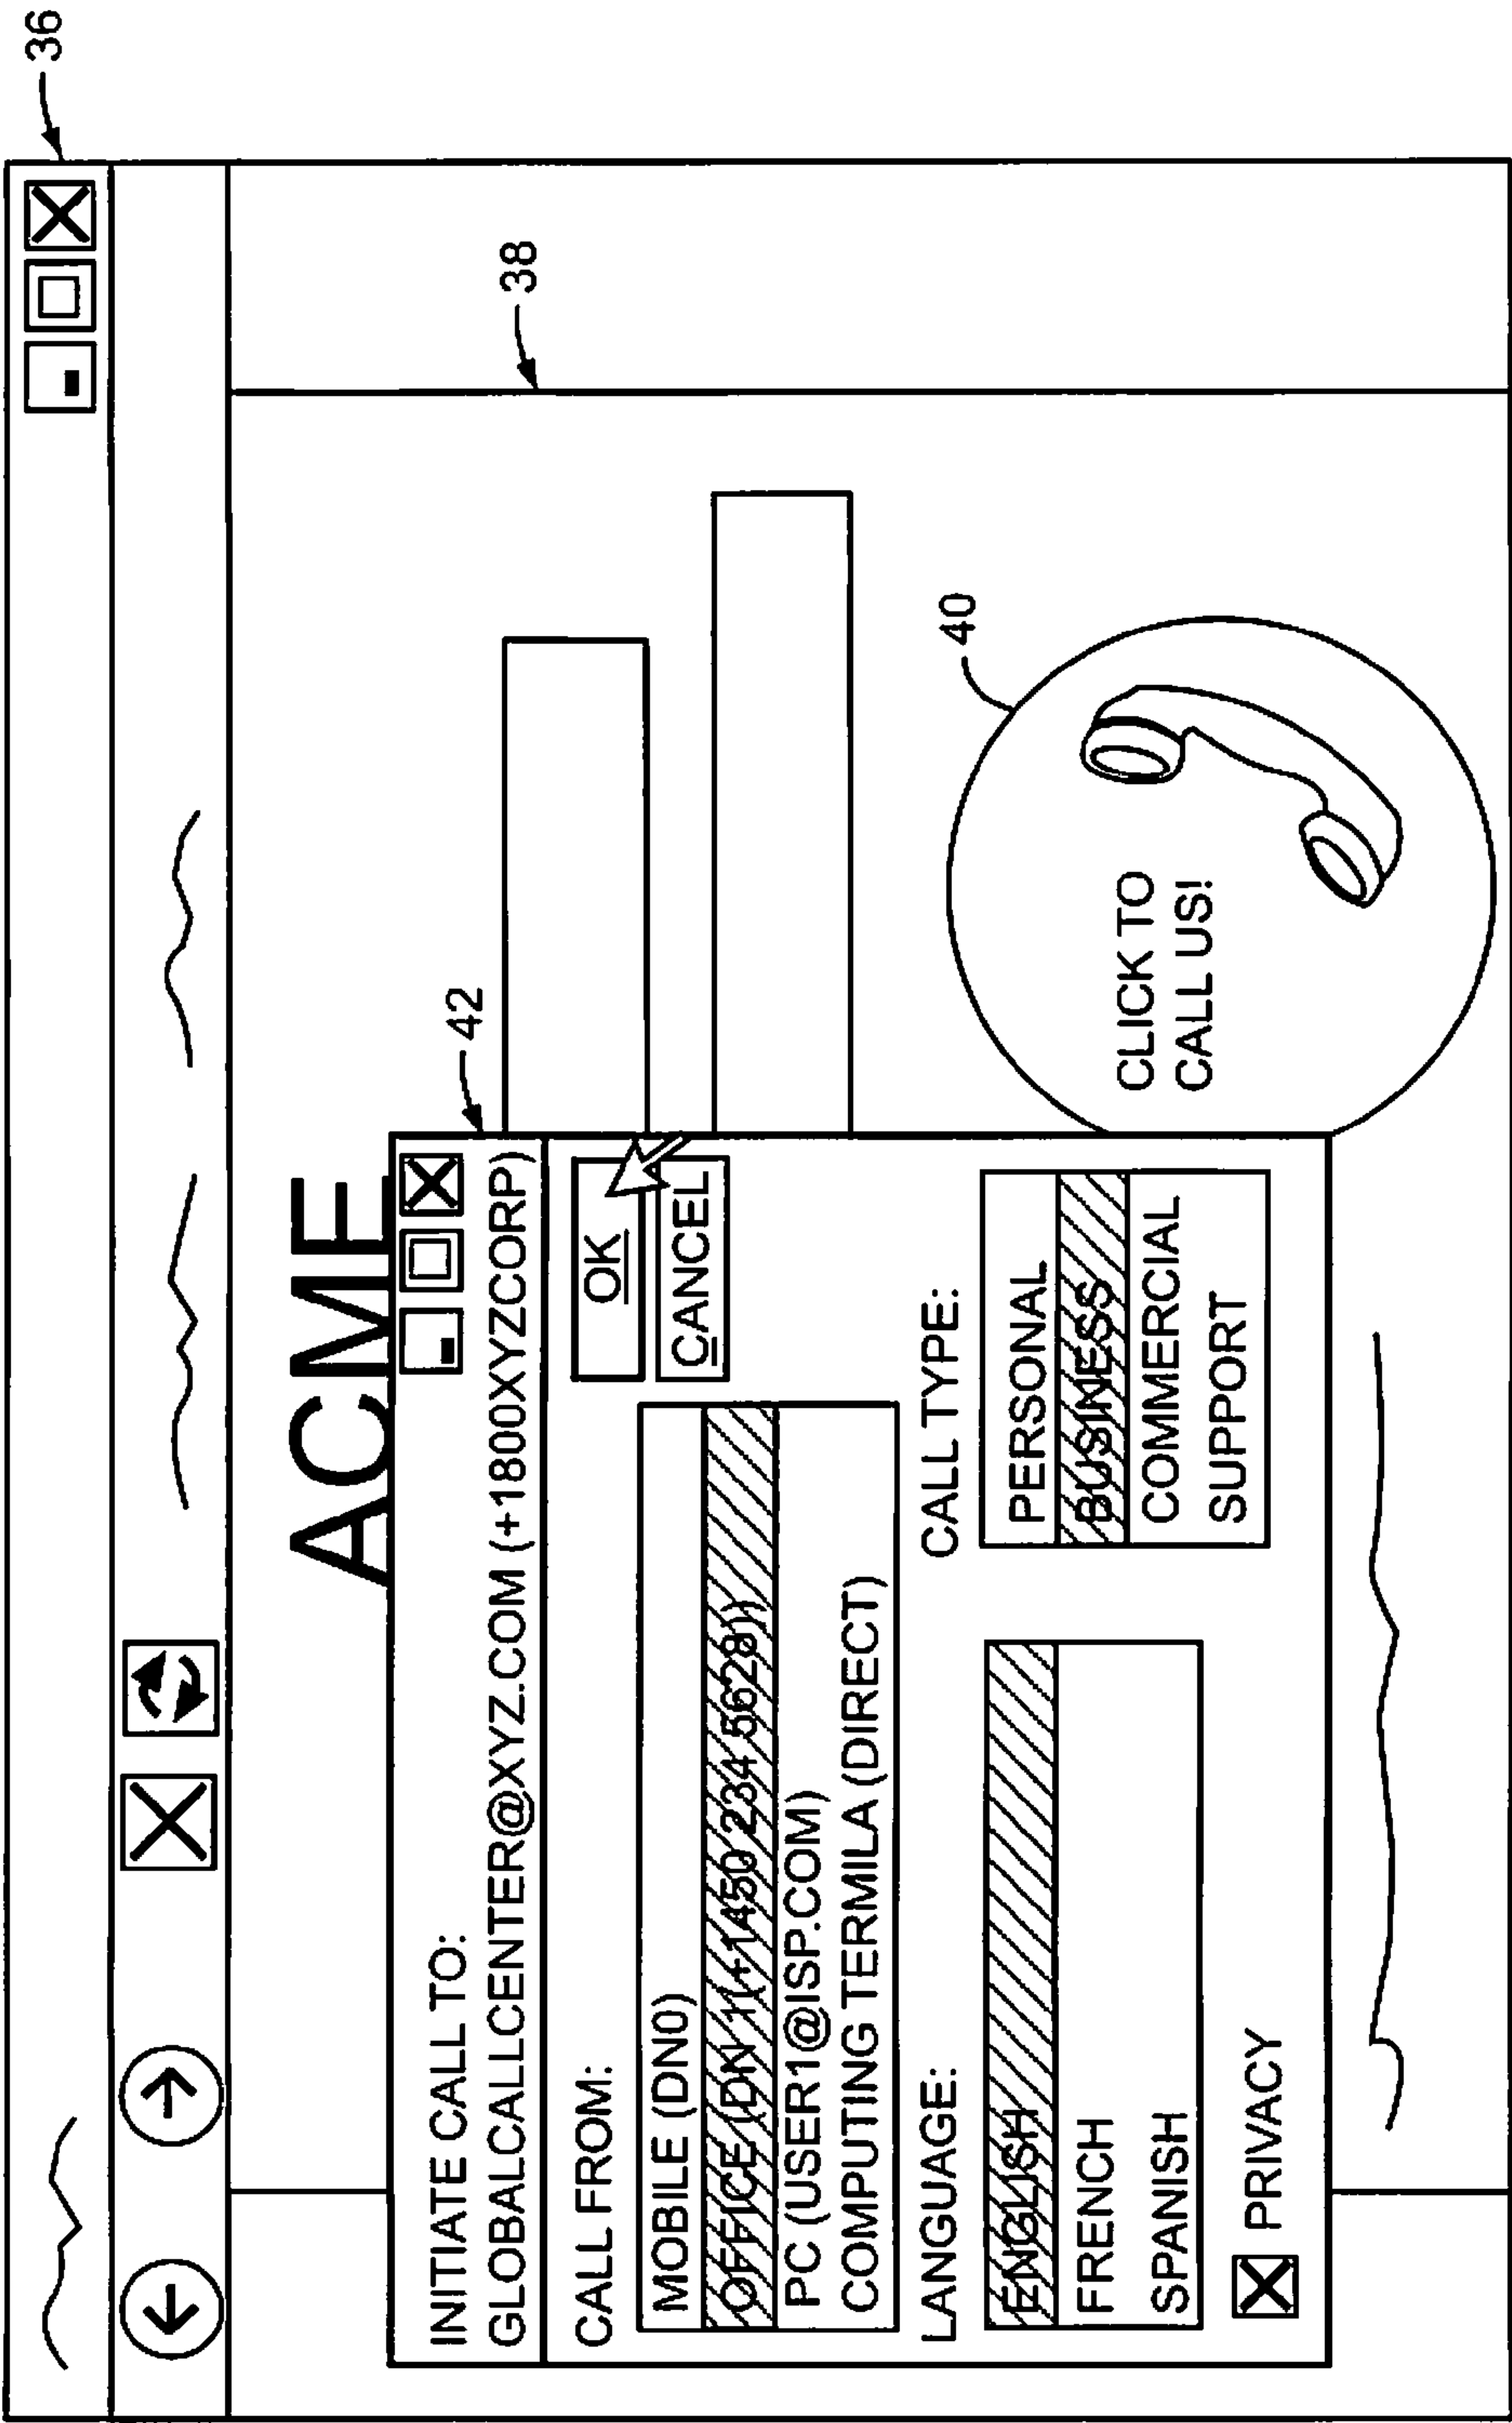 36
ACME
38
42
INITIATE CALL TO:
GLOBALCALLCENTER@XYZ.COM (+1800XYZCORP)
CALL FROM:
OK
CANCEL
MOBILE (DN0)
OFFICE (DK 1(+1450 234 5628))
PC (USER1@ISP.COM)
COMPUTING TERMILA (DIRECT)
LANGUAGE:
CALL TYPE:
ENGLISH
FRENCH
SPANISH
PERSONAL
BUSINESS
COMMERCIAL
SUPPORT
PRIVACY
40
CLICK TO
CALL US!